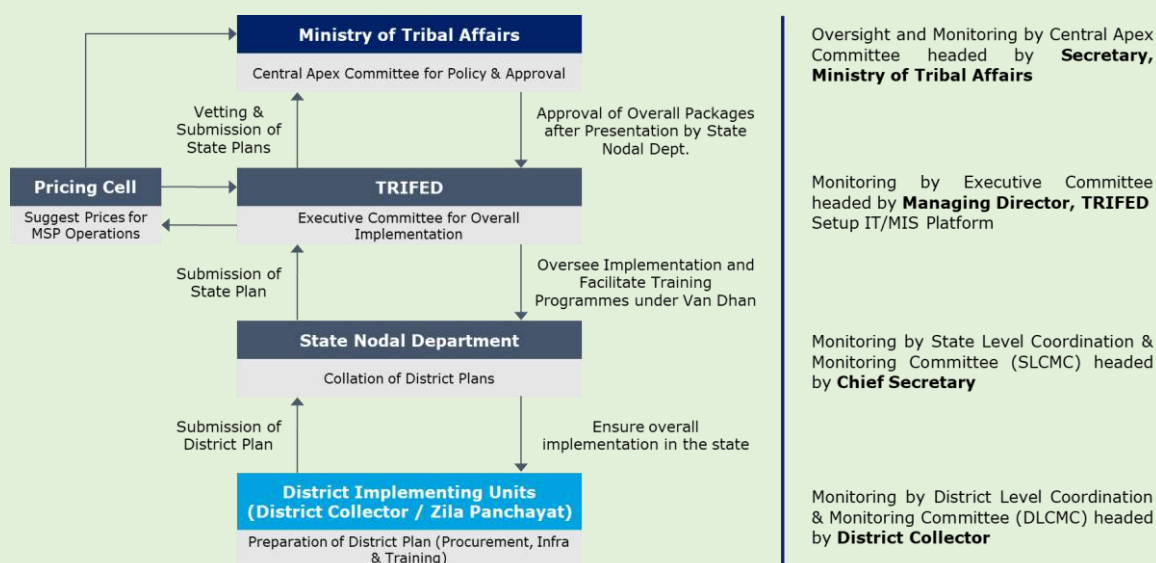 Ministry of Tribal Affairs
Central Apex Committee for Policy & Approval
Vetting &
Submission of
State Plans
Approval of Overall Packages
after Presentation by State
Nodal Dept.
Pricing Cell
Suggest Prices for
MSP Operations
TRIFED
Executive Committee for Overall
Implementation
Submission of
State Plan
Oversee Implementation and
Facilitate Training
Programmes under Van Dhan
State Nodal Department
Collation of District Plans
Submission of
District Plan
Ensure overall
implementation in the state
District Implementing Units
(District Collector / Zila Panchayat)
Preparation of District Plan (Procurement, Infra
& Training)
Oversight and Monitoring by Central Apex
Committee headed by Secretary,
Ministry of Tribal Affairs
Monitoring by Executive Committee
headed by Managing Director, TRIFED
Setup IT/MIS Platform
Monitoring by State Level Coordination &
Monitoring Committee (SLCMC) headed
by Chief Secretary
Monitoring by District Level Coordination
& Monitoring Committee (DLCMC) headed
by District Collector